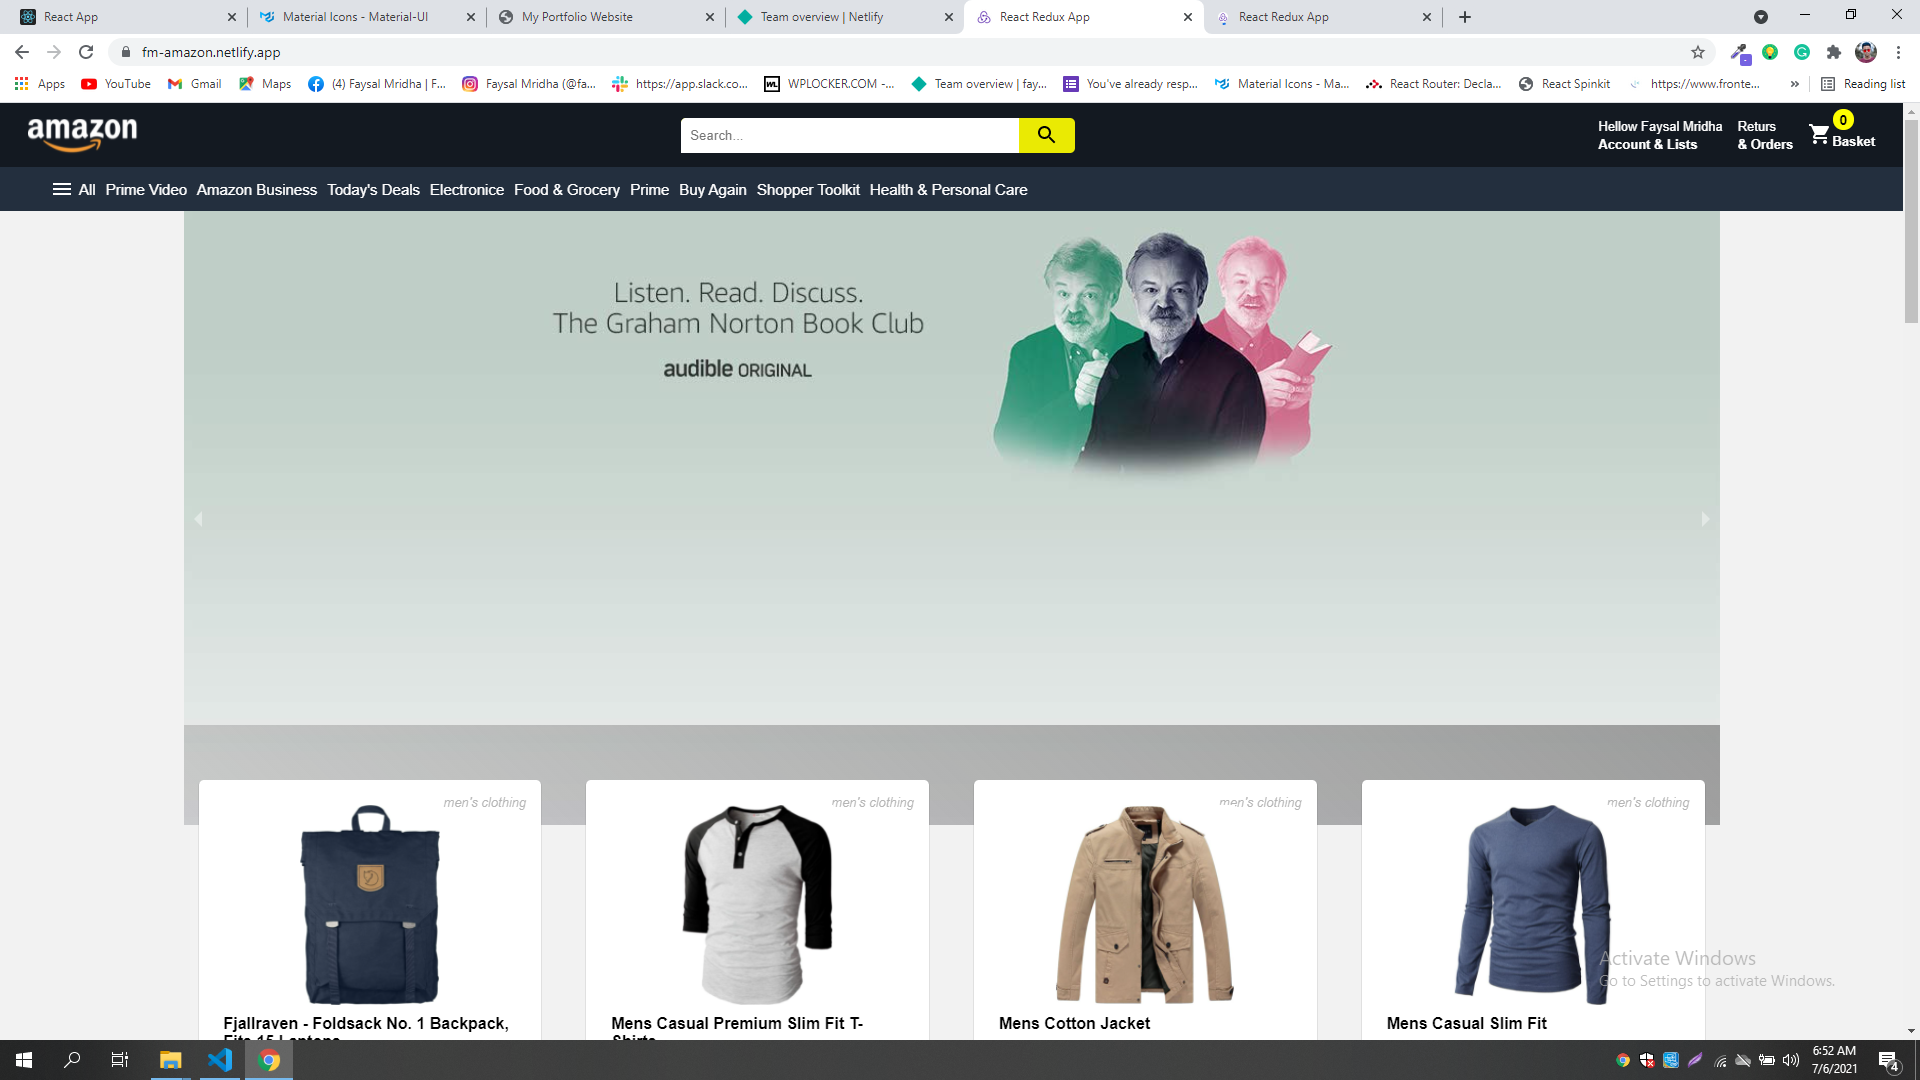 React App
Material Icons - Material-UI
My Portfolio Website
Team overview | Netlify
React Redux App
React Redux App
fm-amazon.netlify.app
Apps
YouTube
Gmail
Maps
(4) Faysal Mridha | F...
Faysal Mridha (@fa...
https://app.slack.co...
WL
WPLOCKER.COM -...
Team overview | fay...
You've already resp...
Material Icons - Ma...
React Router: Decla...
React Spinkit
https://www.fronte...
»
Reading list
amazon
Search...
Hellow Faysal Mridha
Account & Lists
Returs
& Orders
0
Basket
All Prime Video Amazon Business Today's Deals Electronice Food & Grocery Prime Buy Again Shopper Toolkit Health & Personal Care
Listen. Read. Discuss.
The Graham Norton Book Club
audible ORIGINAL
men's clothing
men's clothing
men's clothing
men's clothing
Fjallraven - Foldsack No. 1 Backpack,
Fits 15 Laptops
Mens Casual Premium Slim Fit T-
Shirts
Mens Cotton Jacket
Mens Casual Slim Fit
Activate Windows
Go to Settings to activate Windows.
6:52 AM
7/6/2021
4